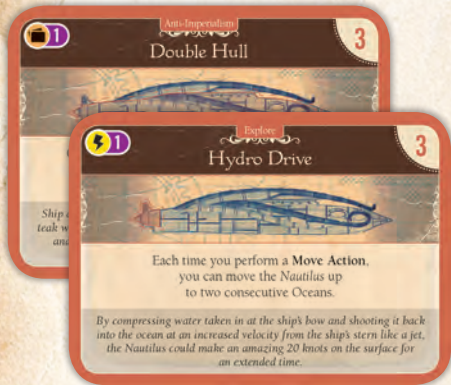 Anti-Imperialism
1
3
Double Hull
Ship
teak w
and
Explore
1
3
Hydro Drive
Each time you perform a Move Action,
you can move the Nautilus up
to two consecutive Oceans.
By compressing water taken in at the ship's bow and shooting it back
into the ocean at an increased velocity from the ship's stern like a jet,
the Nautilus could make an amazing 20 knots on the surface for
an extended time.